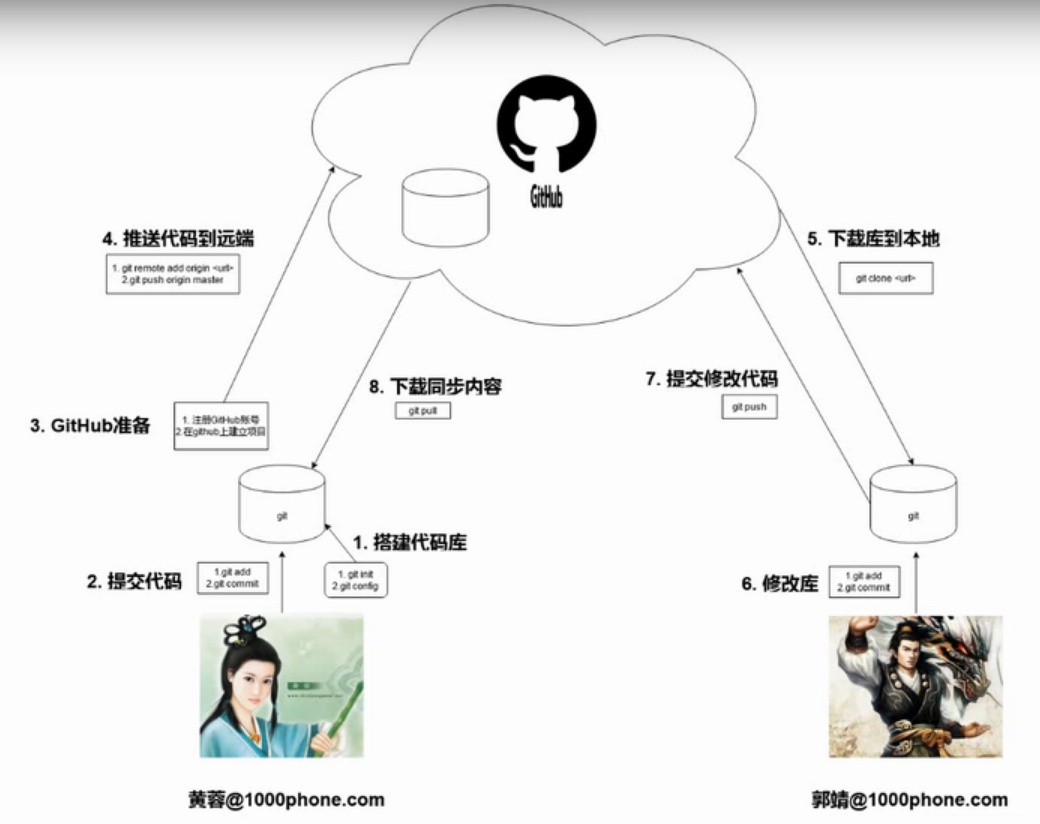 GitHub
4. 推送代码到远端
1. git remote add origin <url>
2.git push origin master
5. 下载库到本地
git clone <url>
8. 下载同步内容
git pull
7. 提交修改代码
git push
3. GitHub准备
1. 注册GitHub账号
2.在github上建立项目
git
git
1. 搭建代码库
1. git init
2.git config
2. 提交代码
1.git add
2.git commit
6. 修改库
1.git add
2.git commit
黄蓉@1000phone.com
郭靖@1000phone.com